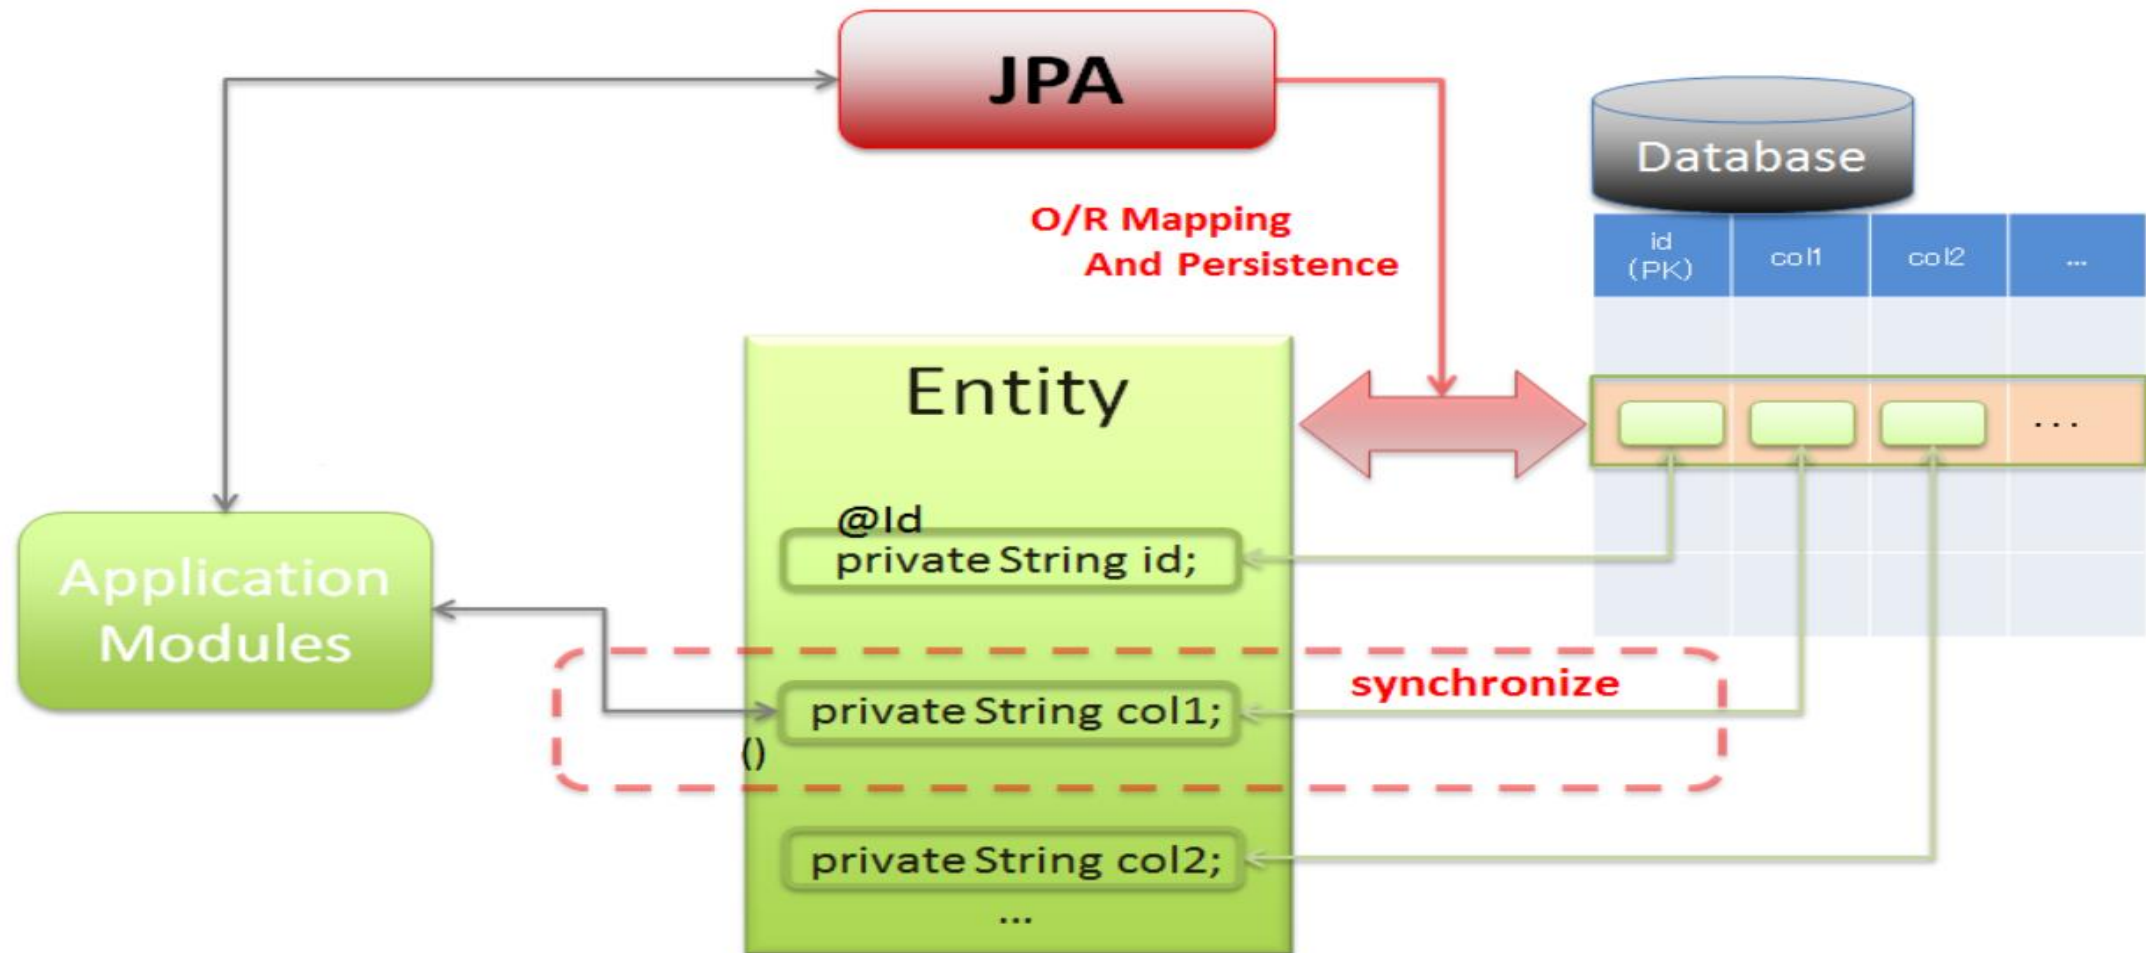 JPA
Database
O/R Mapping
And Persistence
id
(PK)
col1
col2
...
Entity
...
@Id
private String id;
Application
Modules
synchronize
private String col1;
()
private String col2;
...